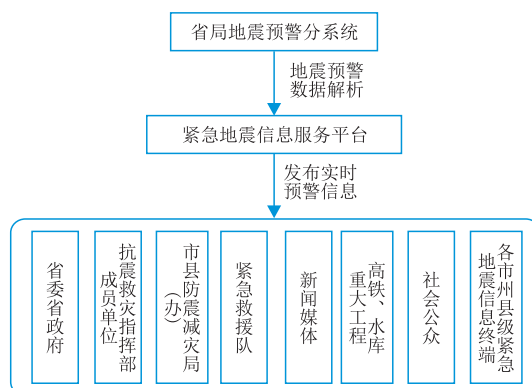 省局地震预警分系统
地震预警
数据解析
紧急地震信息服务平台
发布实时
预警信息
省委省政府
抗震救灾指挥部
成员单位
市县防震减灾局
（办）
紧急救援队
新闻媒体
高铁、水库
重大工程
社会公众
各市州县级紧急
地震信息终端